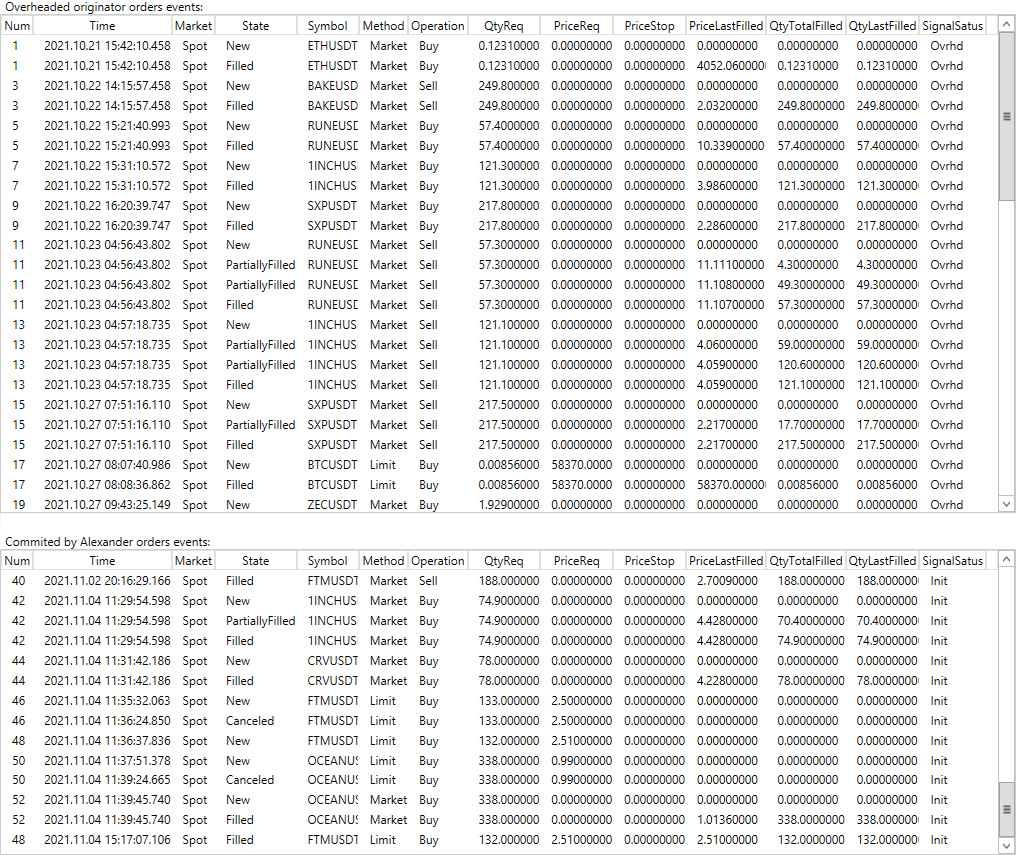 Overheaded originator orders events:
Num Time Market State Symbol Method Operation QtyReq PriceReq PriceStop PriceLastFilled QtyTotalFilled QtyLastFilled SignalSatus
1 2021.10.21 15:42:10.458 Spot New ETHUSDT Market Buy 0.12310000 0.00000000 0.00000000 0.00000000 0.00000000 0.00000000 Ovrhd
1 2021.10.21 15:42:10.458 Spot Filled ETHUSDT Market Buy 0.12310000 0.00000000 0.00000000 4052.0600000 0.12310000 0.12310000 Ovrhd
3 2021.10.22 14:15:57.458 Spot New BAKEUSD Market Sell 249.800000 0.00000000 0.00000000 0.00000000 0.00000000 0.00000000 Ovrhd
3 2021.10.22 14:15:57.458 Spot Filled BAKEUSD Market Sell 249.800000 0.00000000 0.00000000 2.03200000 249.8000000 249.800000 Ovrhd
5 2021.10.22 15:21:40.993 Spot New RUNEUSD Market Buy 57.4000000 0.00000000 0.00000000 0.00000000 0.00000000 0.00000000 Ovrhd
5 2021.10.22 15:21:40.993 Spot Filled RUNEUSD Market Buy 57.4000000 0.00000000 0.00000000 10.33900000 57.40000000 57.40000000 Ovrhd
7 2021.10.22 15:31:10.572 Spot New 1INCHUS Market Buy 121.300000 0.00000000 0.00000000 0.00000000 0.00000000 0.00000000 Ovrhd
7 2021.10.22 15:31:10.572 Spot Filled 1INCHUS Market Buy 121.300000 0.00000000 0.00000000 3.98600000 121.3000000 121.300000 Ovrhd
9 2021.10.22 16:20:39.747 Spot New SXPUSDT Market Buy 217.800000 0.00000000 0.00000000 0.00000000 0.00000000 0.00000000 Ovrhd
9 2021.10.22 16:20:39.747 Spot Filled SXPUSDT Market Buy 217.800000 0.00000000 0.00000000 2.28600000 217.8000000 217.800000 Ovrhd
11 2021.10.23 04:56:43.802 Spot New RUNEUSD Market Sell 57.3000000 0.00000000 0.00000000 0.00000000 0.00000000 0.00000000 Ovrhd
11 2021.10.23 04:56:43.802 Spot PartiallyFilled RUNEUSD Market Sell 57.3000000 0.00000000 0.00000000 11.11100000 4.30000000 4.30000000 Ovrhd
11 2021.10.23 04:56:43.802 Spot PartiallyFilled RUNEUSD Market Sell 57.3000000 0.00000000 0.00000000 11.10800000 49.30000000 49.30000000 Ovrhd
11 2021.10.23 04:56:43.802 Spot Filled RUNEUSD Market Sell 57.3000000 0.00000000 0.00000000 11.10700000 57.30000000 57.30000000 Ovrhd
13 2021.10.23 04:57:18.735 Spot New 1INCHUS Market Sell 121.100000 0.00000000 0.00000000 0.00000000 0.00000000 0.00000000 Ovrhd
13 2021.10.23 04:57:18.735 Spot PartiallyFilled 1INCHUS Market Sell 121.100000 0.00000000 0.00000000 4.06000000 59.00000000 59.00000000 Ovrhd
13 2021.10.23 04:57:18.735 Spot PartiallyFilled 1INCHUS Market Sell 121.100000 0.00000000 0.00000000 4.05900000 120.6000000 120.600000 Ovrhd
13 2021.10.23 04:57:18.735 Spot Filled 1INCHUS Market Sell 121.100000 0.00000000 0.00000000 4.05900000 121.1000000 121.100000 Ovrhd
15 2021.10.27 07:51:16.110 Spot New SXPUSDT Market Sell 217.500000 0.00000000 0.00000000 0.00000000 0.00000000 0.00000000 Ovrhd
15 2021.10.27 07:51:16.110 Spot PartiallyFilled SXPUSDT Market Sell 217.500000 0.00000000 0.00000000 2.21700000 17.70000000 17.70000000 Ovrhd
15 2021.10.27 07:51:16.110 Spot Filled SXPUSDT Market Sell 217.500000 0.00000000 0.00000000 2.21700000 217.5000000 217.500000 Ovrhd
17 2021.10.27 08:07:40.986 Spot New BTCUSDT Limit Buy 0.00856000 58370.0000 0.00000000 0.00000000 0.00000000 0.00000000 Ovrhd
17 2021.10.27 08:08:36.862 Spot Filled BTCUSDT Limit Buy 0.00856000 58370.0000 0.00000000 58370.000000 0.00856000 0.00856000 Ovrhd
19 2021.10.27 09:43:25.149 Spot New ZECUSDT Market Buy 1.92900000 0.00000000 0.00000000 0.00000000 0.00000000 0.00000000 Ovrhd
Commited by Alexander orders events:
Num Time Market State Symbol Method Operation QtyReq PriceReq PriceStop PriceLastFilled QtyTotalFilled QtyLastFilled SignalSatus
40 2021.11.02 20:16:29.166 Spot Filled FTMUSDT Market Sell 188.000000 0.00000000 0.00000000 2.70090000 188.0000000 188.000000 Init
42 2021.11.04 11:29:54.598 Spot New 1INCHUS Market Buy 74.9000000 0.00000000 0.00000000 0.00000000 0.00000000 0.00000000 Init
42 2021.11.04 11:29:54.598 Spot PartiallyFilled 1INCHUS Market Buy 74.9000000 0.00000000 0.00000000 4.42800000 70.40000000 70.40000000 Init
42 2021.11.04 11:29:54.598 Spot Filled 1INCHUS Market Buy 74.9000000 0.00000000 0.00000000 4.42800000 74.90000000 74.90000000 Init
44 2021.11.04 11:31:42.186 Spot New CRVUSDT Market Buy 78.0000000 0.00000000 0.00000000 0.00000000 0.00000000 0.00000000 Init
44 2021.11.04 11:31:42.186 Spot Filled CRVUSDT Market Buy 78.0000000 0.00000000 0.00000000 4.22800000 78.00000000 78.00000000 Init
46 2021.11.04 11:35:32.063 Spot New FTMUSDT Limit Buy 133.000000 2.50000000 0.00000000 0.00000000 0.00000000 0.00000000 Init
46 2021.11.04 11:36:24.850 Spot Canceled FTMUSDT Limit Buy 133.000000 2.50000000 0.00000000 0.00000000 0.00000000 0.00000000 Init
48 2021.11.04 11:36:37.836 Spot New FTMUSDT Limit Buy 132.000000 2.51000000 0.00000000 0.00000000 0.00000000 0.00000000 Init
50 2021.11.04 11:37:51.378 Spot New OCEANUS Limit Buy 338.000000 0.99000000 0.00000000 0.00000000 0.00000000 0.00000000 Init
50 2021.11.04 11:39:24.665 Spot Canceled OCEANUS Limit Buy 338.000000 0.99000000 0.00000000 0.00000000 0.00000000 0.00000000 Init
52 2021.11.04 11:39:45.740 Spot New OCEANUS Market Buy 338.000000 0.00000000 0.00000000 0.00000000 0.00000000 0.00000000 Init
52 2021.11.04 11:39:45.740 Spot Filled OCEANUS Market Buy 338.000000 0.00000000 0.00000000 1.01360000 338.0000000 338.000000 Init
48 2021.11.04 15:17:07.106 Spot Filled FTMUSDT Limit Buy 132.000000 2.51000000 0.00000000 2.51000000 132.0000000 132.000000 Init